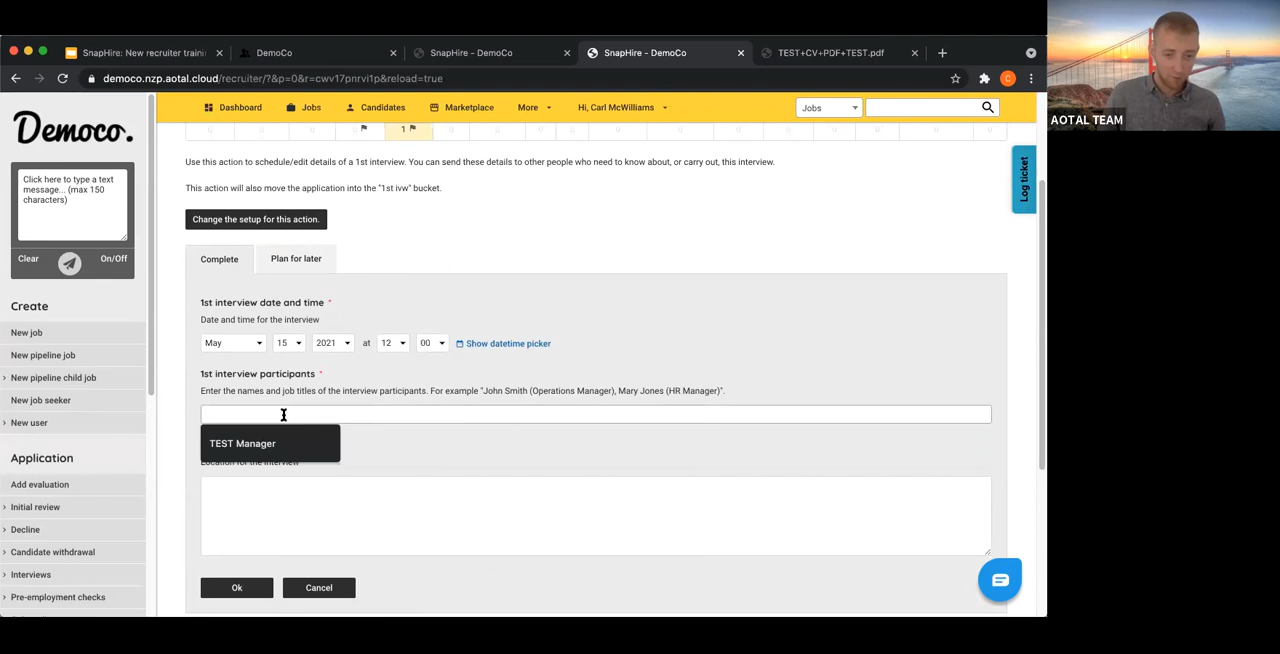 SnapHire: New recruiter traini
DemoCo
SnapHire - DemoCo
SnapHire - DemoCo
TEST+CV+PDF+TEST.pdf
democo.nzp.aotal.cloud/recruiter/?&p=0&r=cwv17pnrvi1p&reload=true
C
AOTAL TEAM
Democo.
Dashboard Jobs Candidates Marketplace More Hi, Carl McWilliams Jobs
Click here to type a text
message... (max 150
characters)
Clear On/Off
Create
New job
New pipeline job
New pipeline child job
New job seeker
New user
Application
Add evaluation
Initial review
Decline
Candidate withdrawal
Interviews
Pre-employment checks
1
Use this action to schedule/edit details of a 1st interview. You can send these details to other people who need to know about, or carry out, this interview.
This action will also move the application into the "1st ivw" bucket.
Change the setup for this action.
Complete Plan for later
1st interview date and time *
Date and time for the interview
May 15 2021 at 12 00 Show datetime picker
1st interview participants *
Enter the names and job titles of the interview participants. For example "John Smith (Operations Manager), Mary Jones (HR Manager)".
TEST Manager
Location for the interview
Ok Cancel
Log ticket